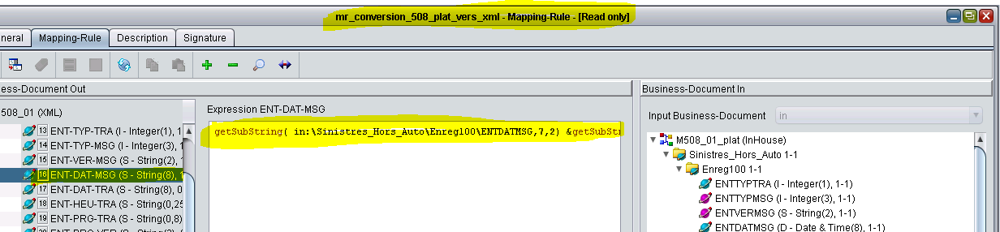 mr_conversion_508_plat_vers_xml - Mapping-Rule - [Read only]
neral Mapping-Rule Description Signature
ess-Document Out
508_01 (XML)
13 ENT-TYP-TRA (I - Integer(1), 1
14 ENT-TYP-MSG (I - Integer(3), 1
15 ENT-VER-MSG (S - String(2), 1
16 ENT-DAT-MSG (S - String(8), 1
17 ENT-DAT-TRA (S - String(8), 0
18 ENT-HEU-TRA (S - String(0,25
19 ENT-PRG-TRA (S - String(0,8)
Expression ENT-DAT-MSG
getSubString( in:\Sinistres_Hors_Auto\Enreg100\ENTDATMSG,7,2) &getSubStr
Business-Document In
Input Business-Document in
M508_01_plat (InHouse)
Sinistres_Hors_Auto 1-1
Enreg100 1-1
ENTTYPTRA (I - Integer(1), 1-1)
ENTTYPMSG (I - Integer(3), 1-1)
ENTVERMSG (S - String(2), 1-1)
ENTDATMSG (D - Date & Time(8), 1-1)